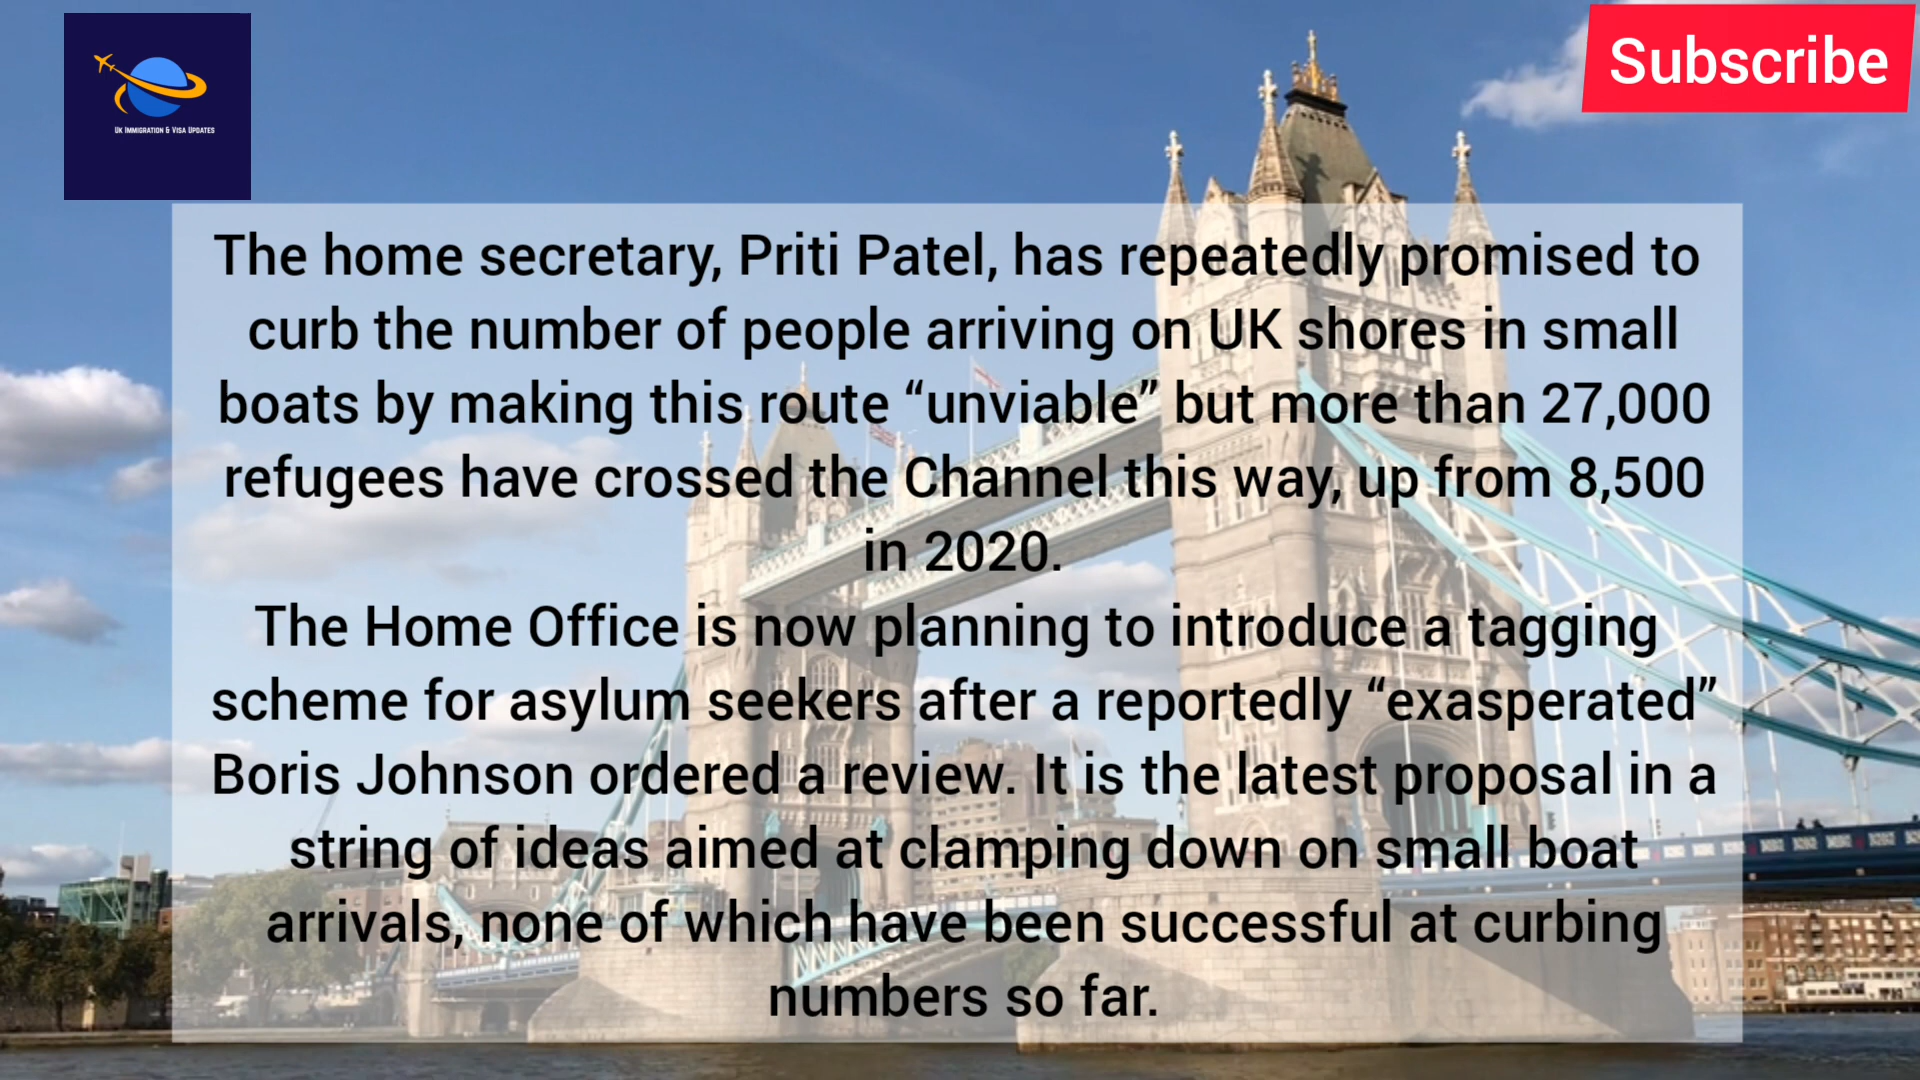 UK Immigration & Visa Updates
Subscribe
The home secretary, Priti Patel, has repeatedly promised to
curb the number of people arriving on UK shores in small
boats by making this route “unviable” but more than 27,000
refugees have crossed the Channel this way, up from 8,500
in 2020.
The Home Office is now planning to introduce a tagging
scheme for asylum seekers after a reportedly “exasperated”
Boris Johnson ordered a review. It is the latest proposal in a
string of ideas aimed at clamping down on small boat
arrivals, none of which have been successful at curbing
numbers so far.